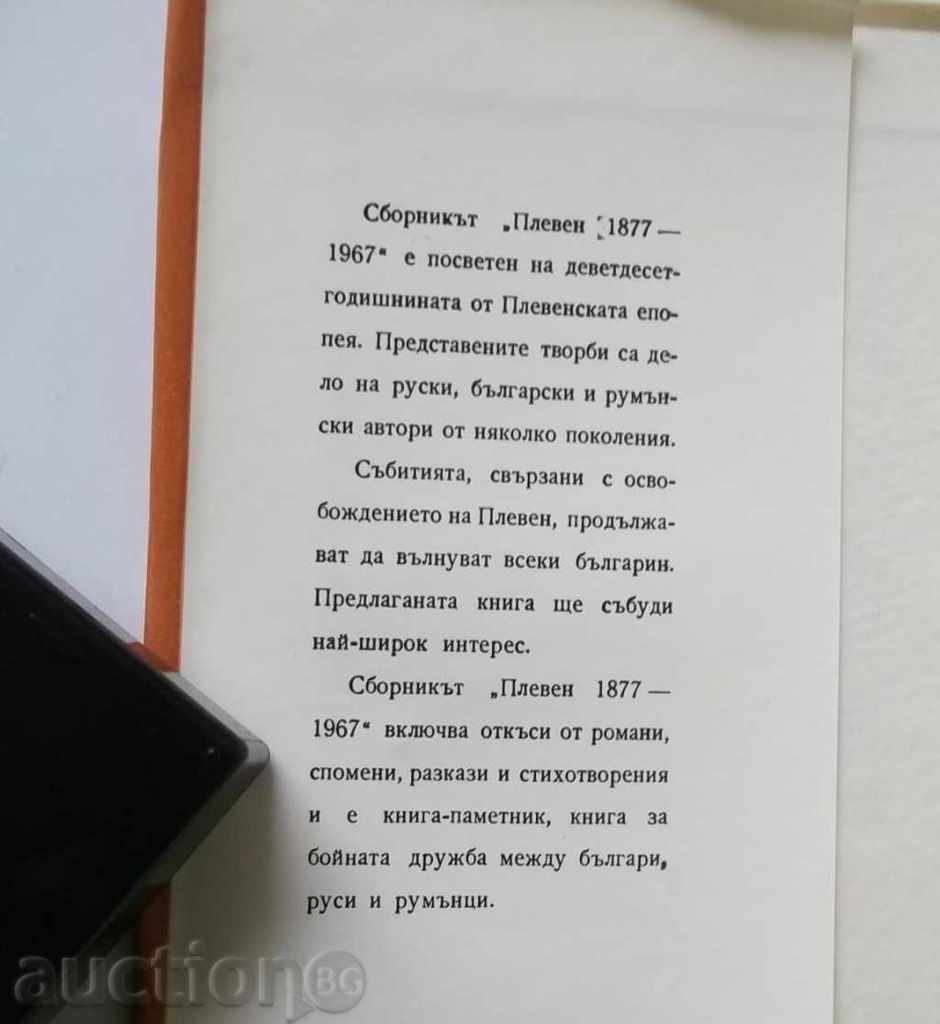 Сборникът „Плевен 1877 —
1967“ е посветен на деветдесет-
годишнината от Плевенската епо-
пея. Представените творби са де-
ло на руски, български и румън-
ски автори от няколко поколения.
Събитията, свързани с осво-
бождението на Плевен, продължа-
ват да вълнуват всеки българин.
Предлаганата книга ще събуди
най-широк интерес.
Сборникът „Плевен 1877 —
1967“ включва откъси от романи,
спомени, разкази и стихотворения
и е книга-паметник, книга за
бойната дружба между българи,
руси и румънци.
auction BG